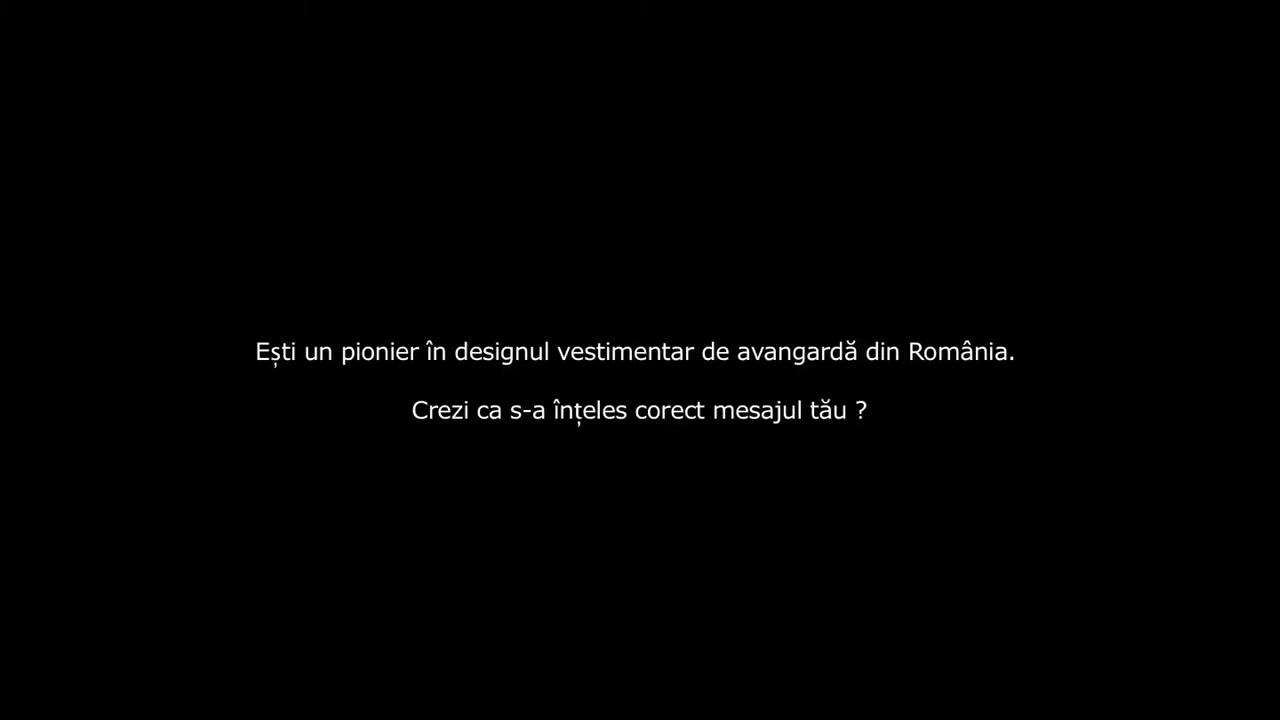 Ești un pionier în designul vestimentar de avangardă din România.
Crezi ca s-a înțeles corect mesajul tău ?